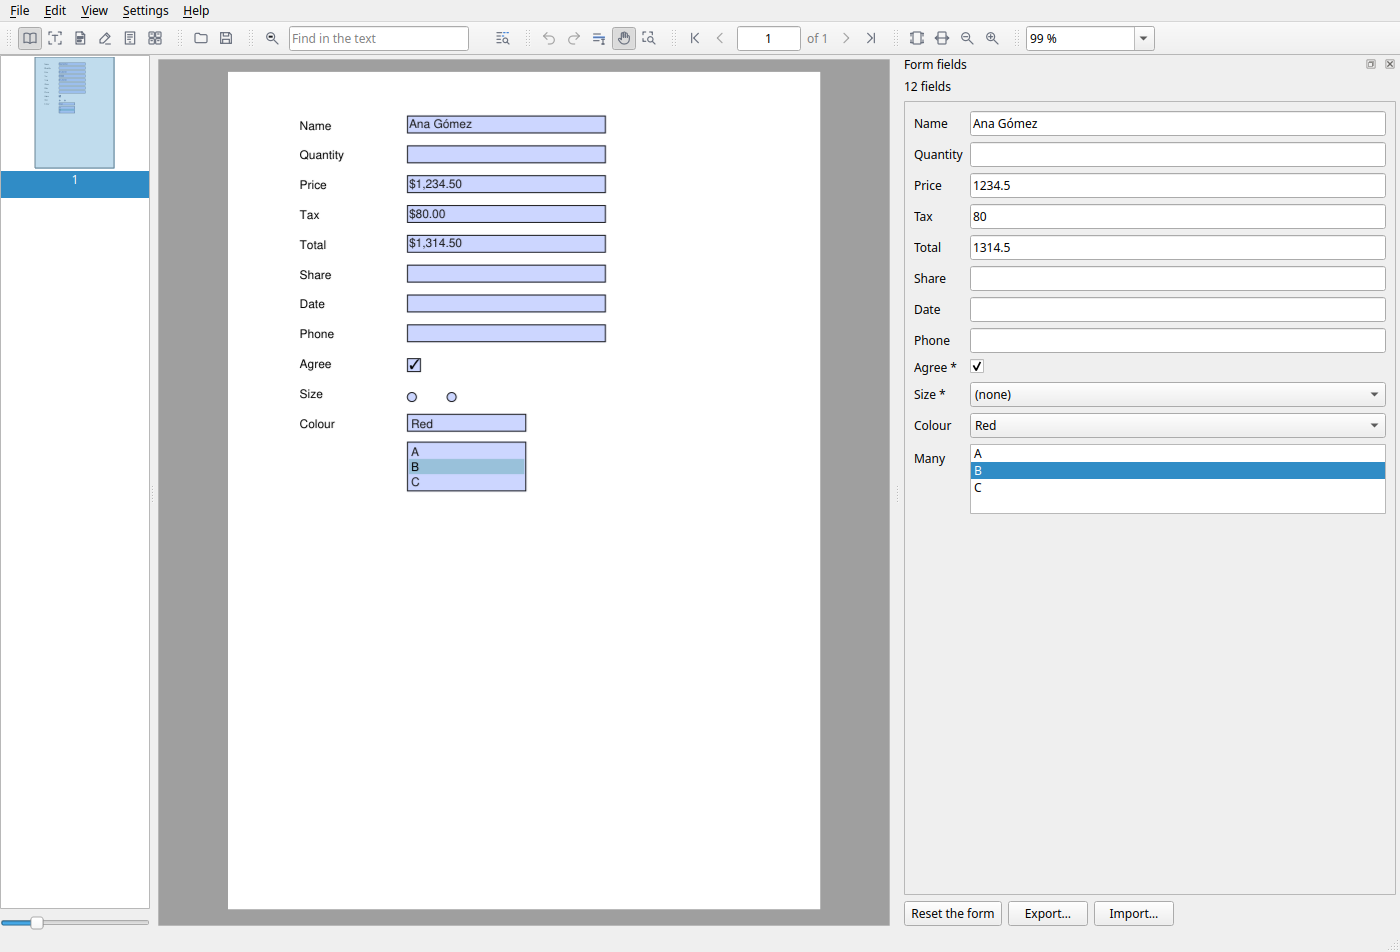 File Edit View Settings Help
Find in the text
1 of 1
99 %
1
Name Ana Gómez
Quantity
Price $1,234.50
Tax $80.00
Total $1,314.50
Share
Date
Phone
Agree
Size
Colour Red
A
B
C
Form fields
12 fields
Name Ana Gómez
Quantity
Price 1234.5
Tax 80
Total 1314.5
Share
Date
Phone
Agree *
Size * (none)
Colour Red
Many A
B
C
Reset the form Export... Import...